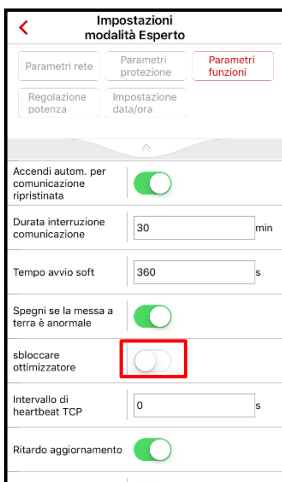 Impostazioni
modalità Esperto
Parametri rete
Parametri
protezione
Parametri
funzioni
Regolazione
potenza
Impostazione
data/ora
Accendi autom. per
comunicazione
ripristinata
Durata interruzione
comunicazione
30
min
Tempo avvio soft
360
s
Spegni se la messa a
terra è anormale
sbloccare
ottimizzatore
Intervallo di
heartbeat TCP
0
s
Ritardo aggiornamento